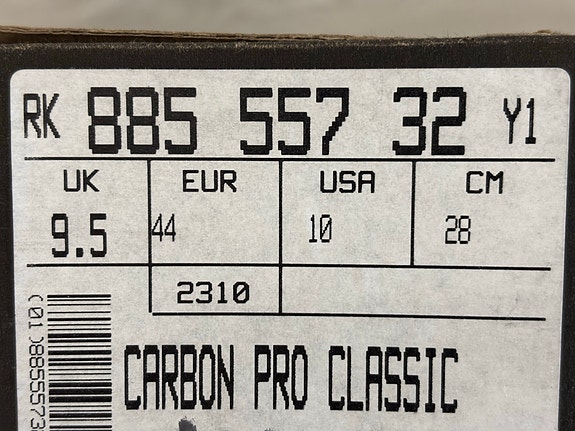 RK 885 557 32 Y1
UK EUR USA CM
9.5 44 10 28
2310
CARBON PRO CLASSIC